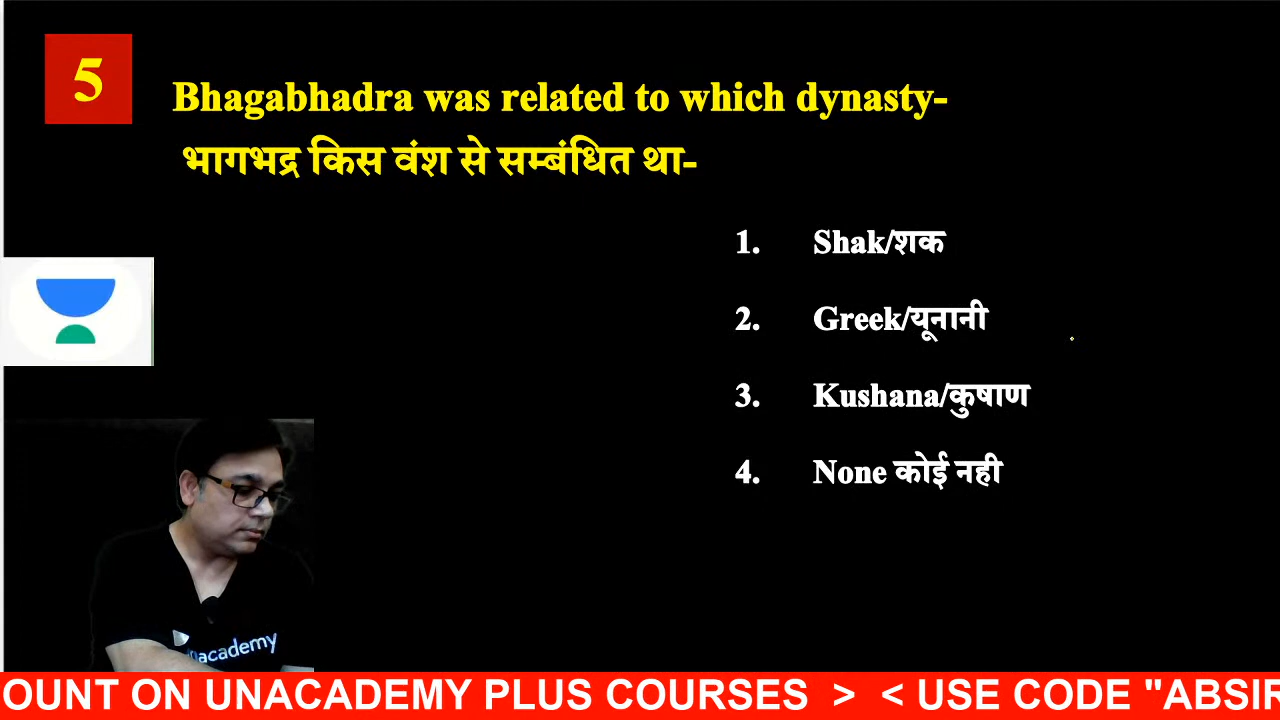 5
Bhagabhadra was related to which dynasty-
भागभद्र किस वंश से सम्बंधित था-
1. Shak/शक
2. Greek/यूनानी
3. Kushana/कुषाण
4. None कोई नही
unacademy
OUNT ON UNACADEMY PLUS COURSES > < USE CODE "ABSIR